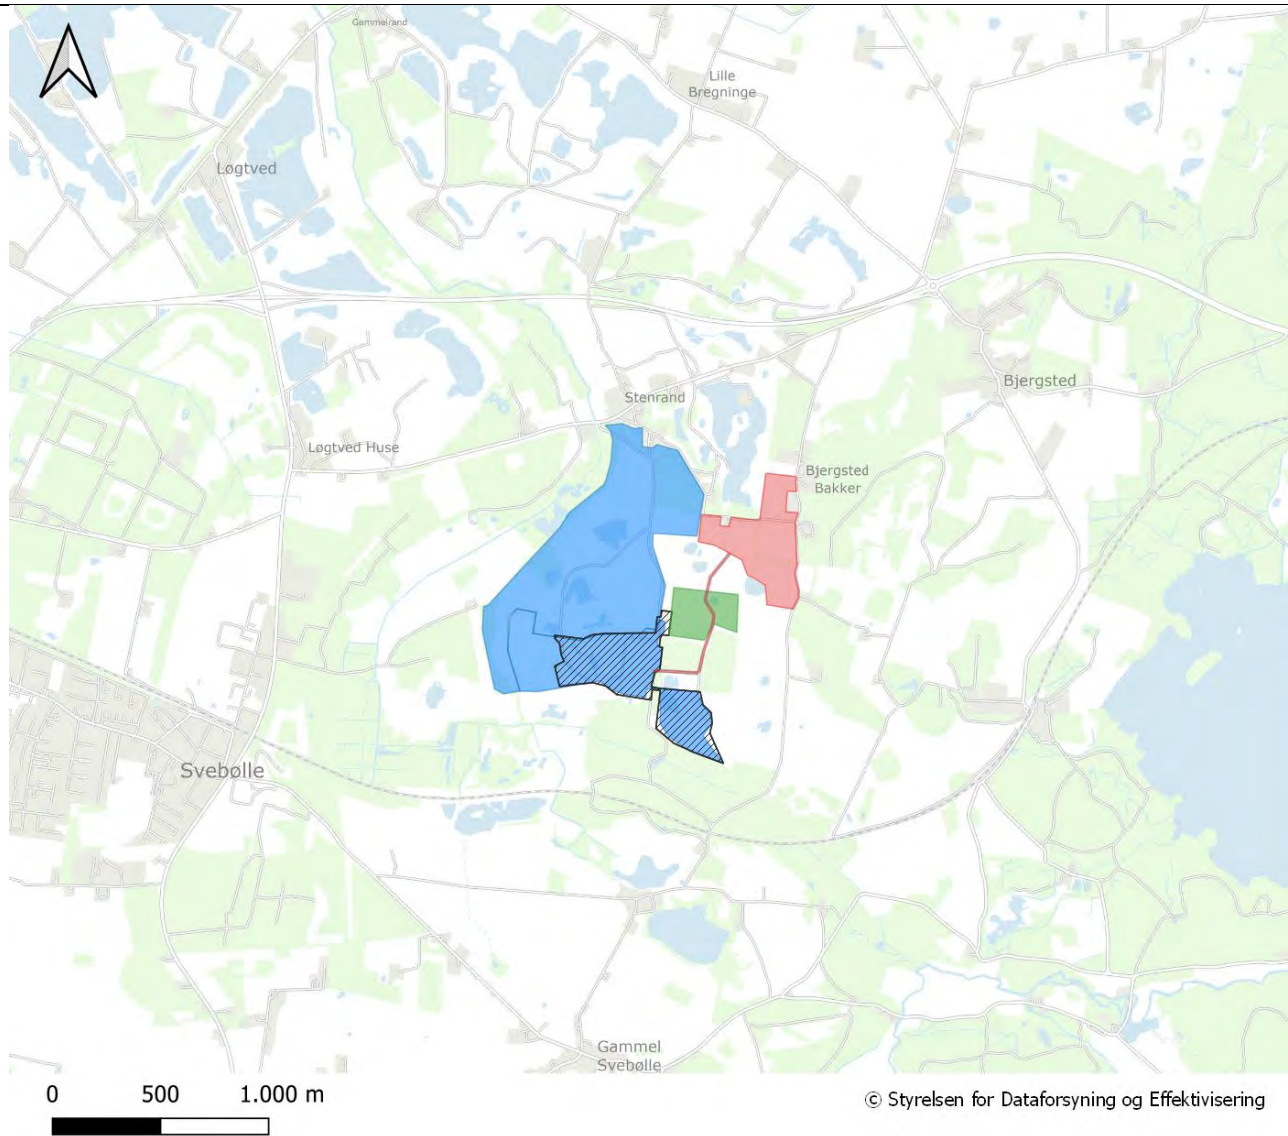 Gammelrand
Lille
Bregninge
Løgtved
Bjergsted
Stenrand
Løgtved Huse
Bjergsted
Bakker
Svebølle
Gammel
Svebølle
0 500 1.000 m
© Styrelsen for Dataforsyning og Effektivisering